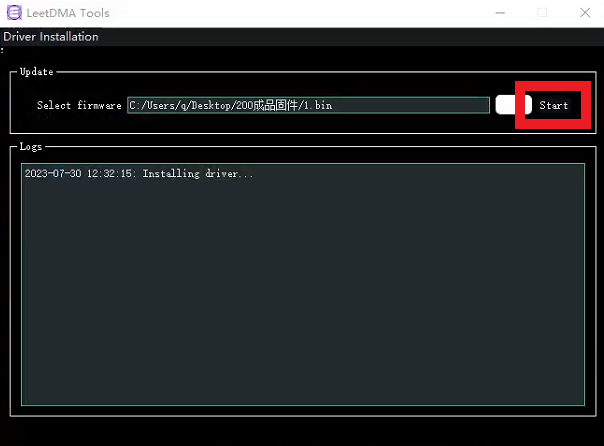 LeetDMA Tools
Driver Installation
:
Update
Select firmware C:/Users/q/Desktop/200成品固件/1.bin Start
Logs
2023-07-30 12:32:15: Installing driver...